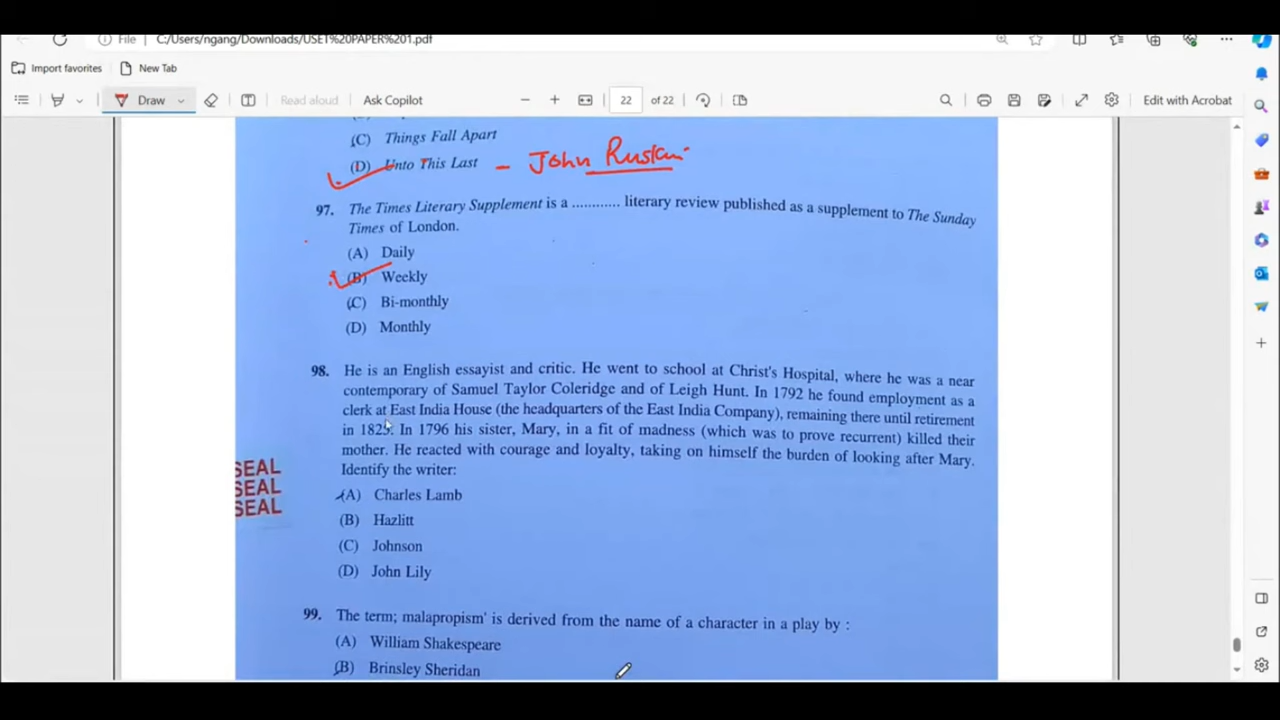 File C:/Users/ngang/Downloads/USET%20PAPER%201.pdf
Import favorites New Tab
Draw Read aloud Ask Copilot 22 of 22 Edit with Acrobat
(C) Things Fall Apart
(D) Unto This Last - John Ruskin
97. The Times Literary Supplement is a ............ literary review published as a supplement to The Sunday
Times of London.
(A) Daily
(B) Weekly
(C) Bi-monthly
(D) Monthly
98. He is an English essayist and critic. He went to school at Christ's Hospital, where he was a near
contemporary of Samuel Taylor Coleridge and of Leigh Hunt. In 1792 he found employment as a
clerk at East India House (the headquarters of the East India Company), remaining there until retirement
in 1825. In 1796 his sister, Mary, in a fit of madness (which was to prove recurrent) killed their
mother. He reacted with courage and loyalty, taking on himself the burden of looking after Mary.
Identify the writer:
SEAL
SEAL
SEAL
(A) Charles Lamb
(B) Hazlitt
(C) Johnson
(D) John Lily
99. The term; malapropism' is derived from the name of a character in a play by :
(A) William Shakespeare
(B) Brinsley Sheridan